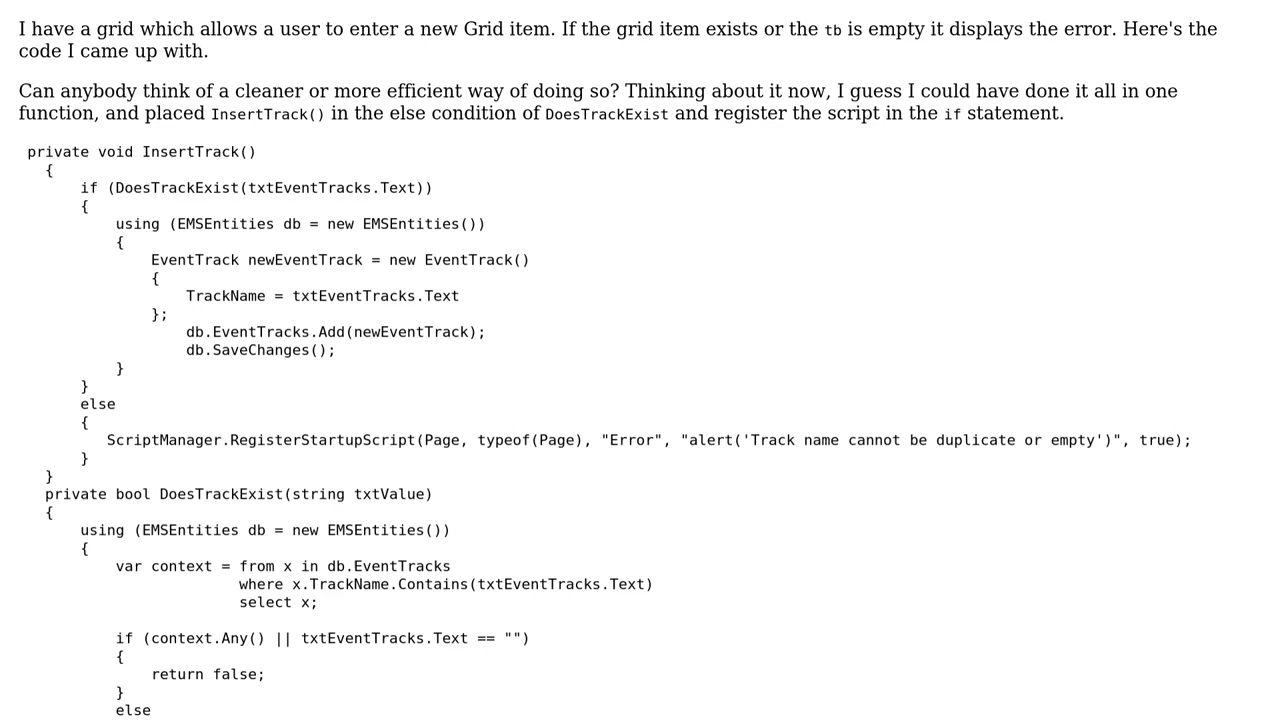 I have a grid which allows a user to enter a new Grid item. If the grid item exists or the tb is empty it displays the error. Here's the
code I came up with.
Can anybody think of a cleaner or more efficient way of doing so? Thinking about it now, I guess I could have done it all in one
function, and placed InsertTrack() in the else condition of DoesTrackExist and register the script in the if statement.
private void InsertTrack()
{
if (DoesTrackExist(txtEventTracks.Text))
{
using (EMSEntities db = new EMSEntities())
{
EventTrack newEventTrack = new EventTrack()
{
TrackName = txtEventTracks.Text
};
db.EventTracks.Add(newEventTrack);
db.SaveChanges();
}
}
else
{
ScriptManager.RegisterStartupScript(Page, typeof(Page), "Error", "alert('Track name cannot be duplicate or empty')", true);
}
}
private bool DoesTrackExist(string txtValue)
{
using (EMSEntities db = new EMSEntities())
{
var context = from x in db.EventTracks
where x.TrackName.Contains(txtEventTracks.Text)
select x;
if (context.Any() || txtEventTracks.Text == "")
{
return false;
}
else